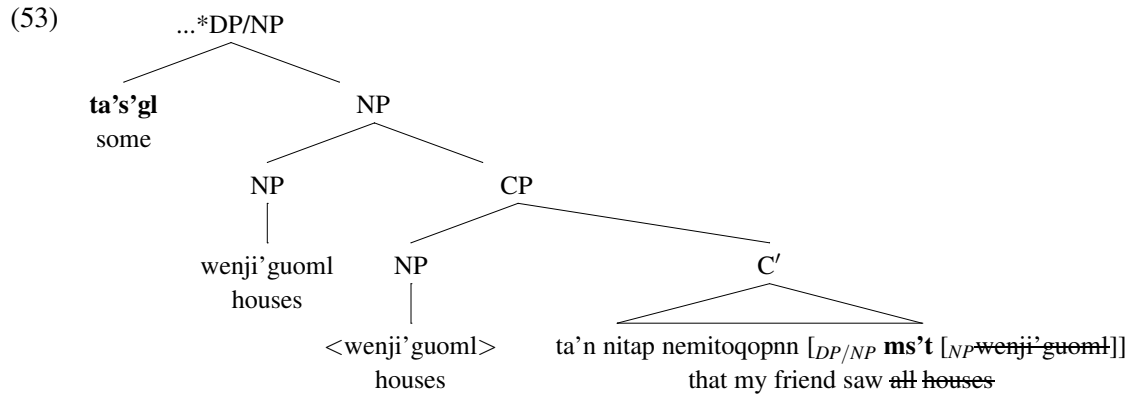 (53)
...*DP/NP
ta's'gl
some
NP
NP
CP
wenji'guoml
houses
NP
C′
<wenji'guoml>
houses
ta'n nitap nemitoqopnn [DP/NP ms't [NP wenji'guoml]]
that my friend saw all houses